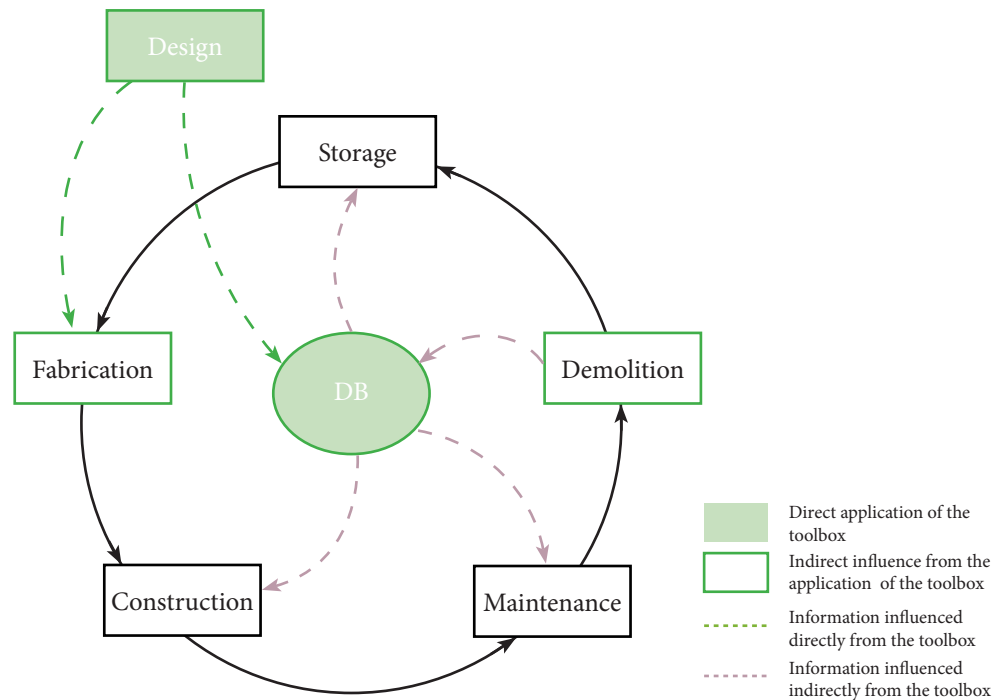 Design
Storage
Fabrication
DB
Demolition
Construction
Maintenance
Direct application of the
toolbox
Indirect influence from the
application of the toolbox
Information influenced
directly from the toolbox
Information influenced
indirectly from the toolbox